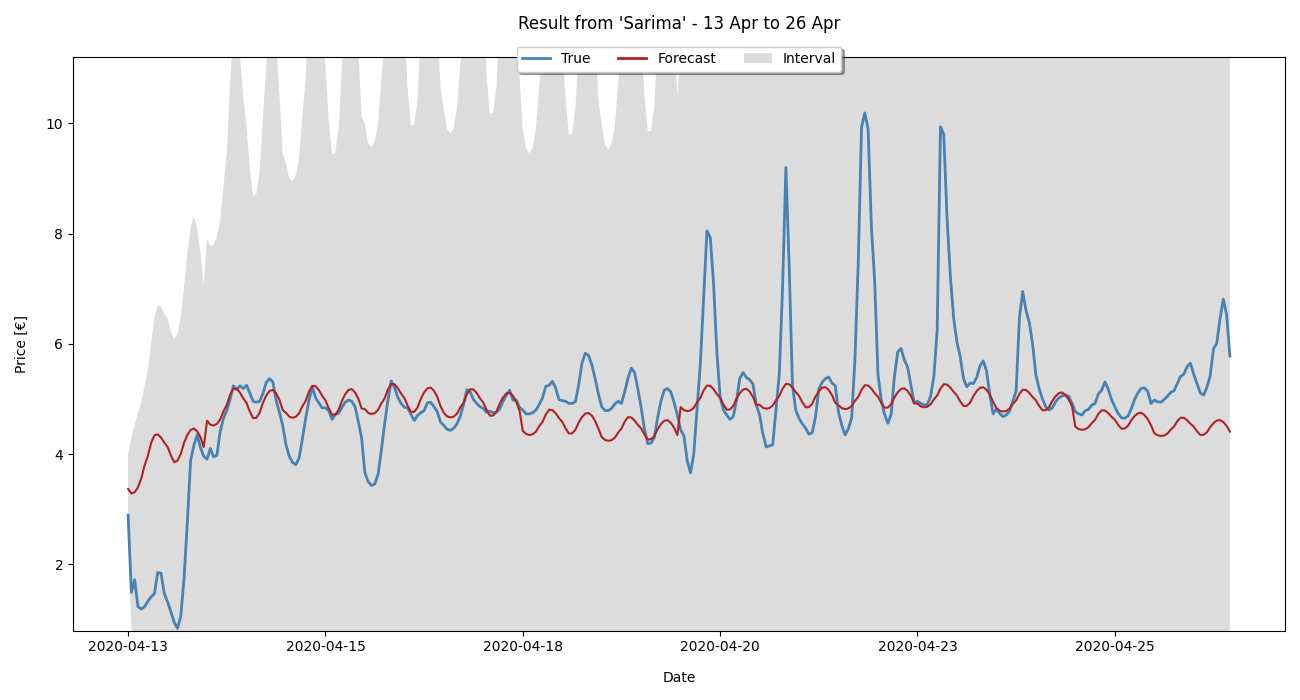 Result from 'Sarima' - 13 Apr to 26 Apr
True Forecast Interval
10
8
6
4
2
Price [€]
2020-04-13 2020-04-15 2020-04-18 2020-04-20 2020-04-23 2020-04-25
Date